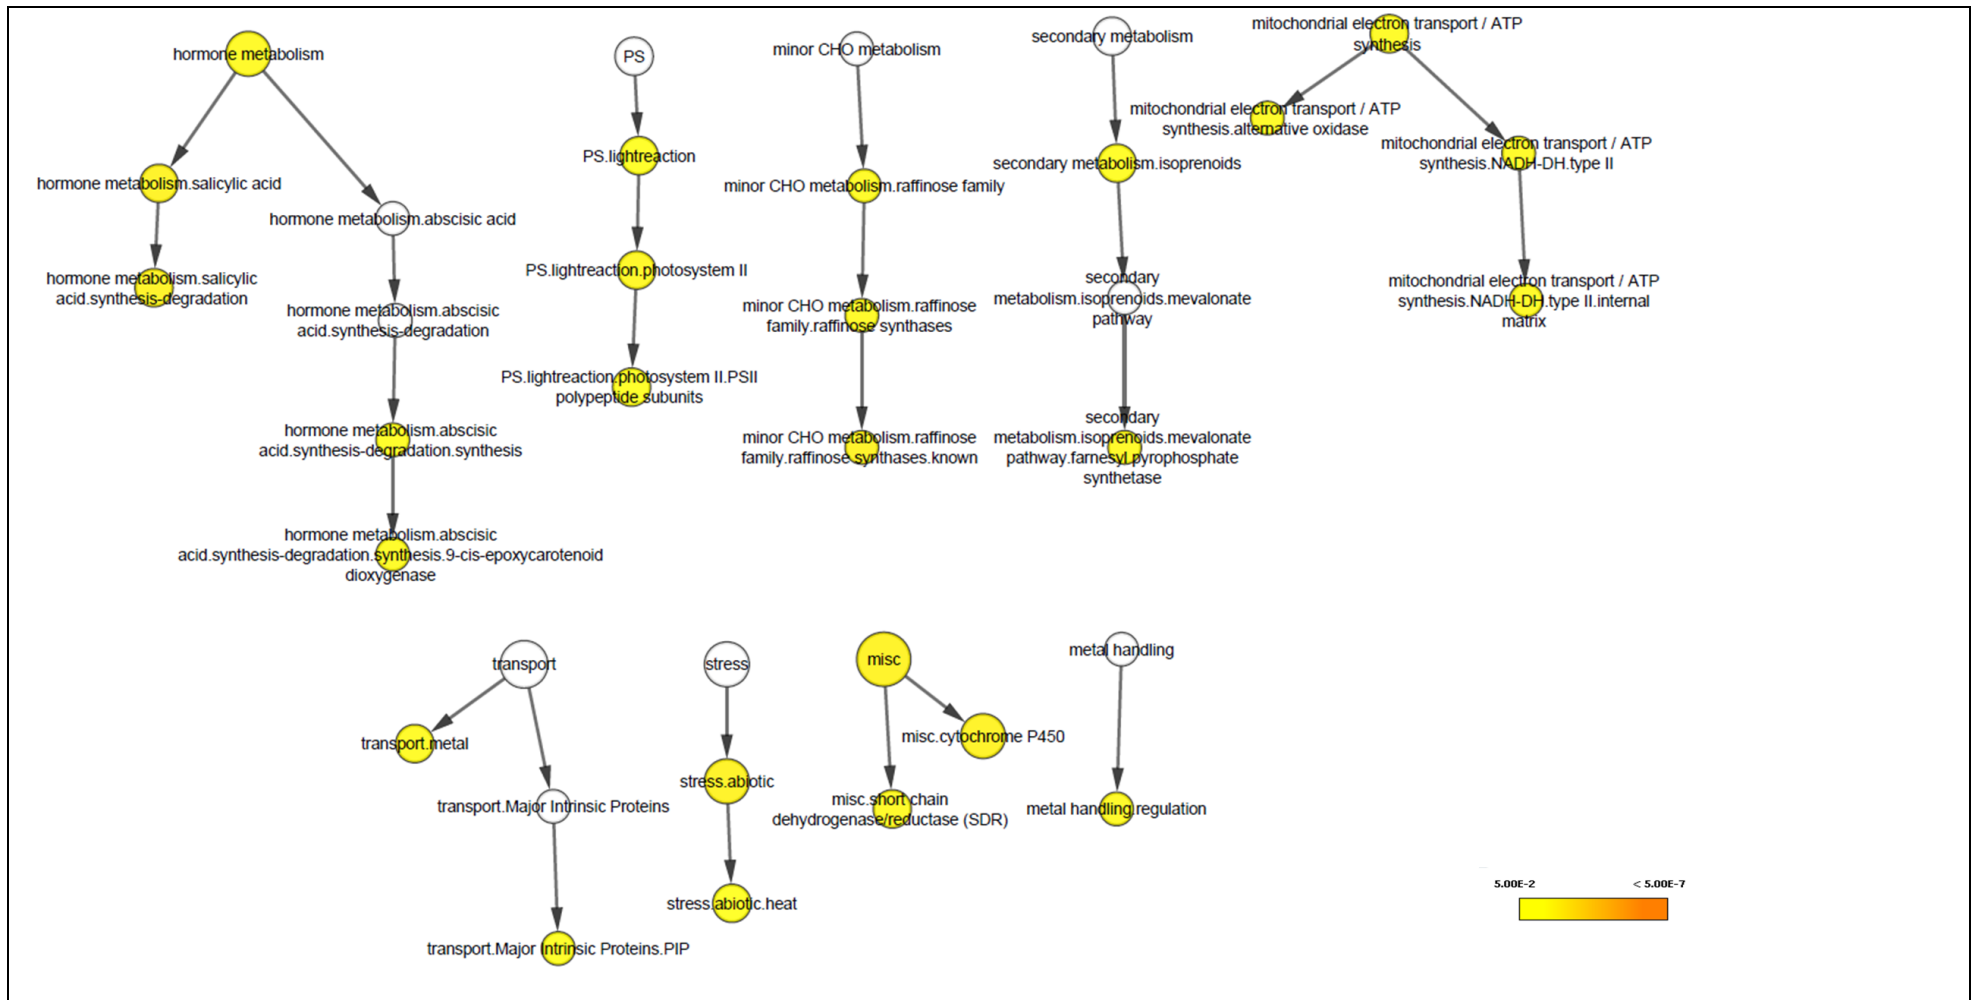 hormone metabolism
hormone metabolism.salicylic acid
hormone metabolism.salicylic
acid.synthesis-degradation
hormone metabolism.abscisic acid
hormone metabolism.abscisic
acid.synthesis-degradation
hormone metabolism.abscisic
acid.synthesis-degradation.synthesis
hormone metabolism.abscisic
acid.synthesis-degradation.synthesis.9-cis-epoxycarotenoid
dioxygenase
PS
PS.lightreaction
PS.lightreaction.photosystem II
PS.lightreaction.photosystem II.PSII
polypeptide subunits
minor CHO metabolism
minor CHO metabolism.raffinose family
minor CHO metabolism.raffinose
family.raffinose synthases
minor CHO metabolism.raffinose
family.raffinose synthases.known
secondary metabolism
secondary metabolism.isoprenoids
secondary
metabolism.isoprenoids.mevalonate
pathway
secondary
metabolism.isoprenoids.mevalonate
pathway.farnesyl pyrophosphate
synthetase
mitochondrial electron transport / ATP
synthesis
mitochondrial electron transport / ATP
synthesis.alternative oxidase
mitochondrial electron transport / ATP
synthesis.NADH-DH.type II
mitochondrial electron transport / ATP
synthesis.NADH-DH.type II.internal
matrix
transport
transport.metal
transport.Major Intrinsic Proteins
transport.Major Intrinsic Proteins.PIP
stress
stress.abiotic
stress.abiotic.heat
misc
misc.cytochrome P450
misc.short chain
dehydrogenase/reductase (SDR)
metal handling
metal handling.regulation
5.00E-2
< 5.00E-7